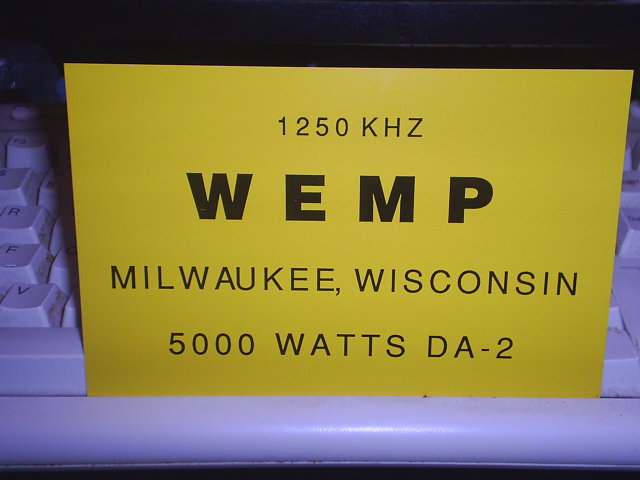 1250 KHZ
WEMP
MILWAUKEE, WISCONSIN
5000 WATTS DA-2
R
F
V